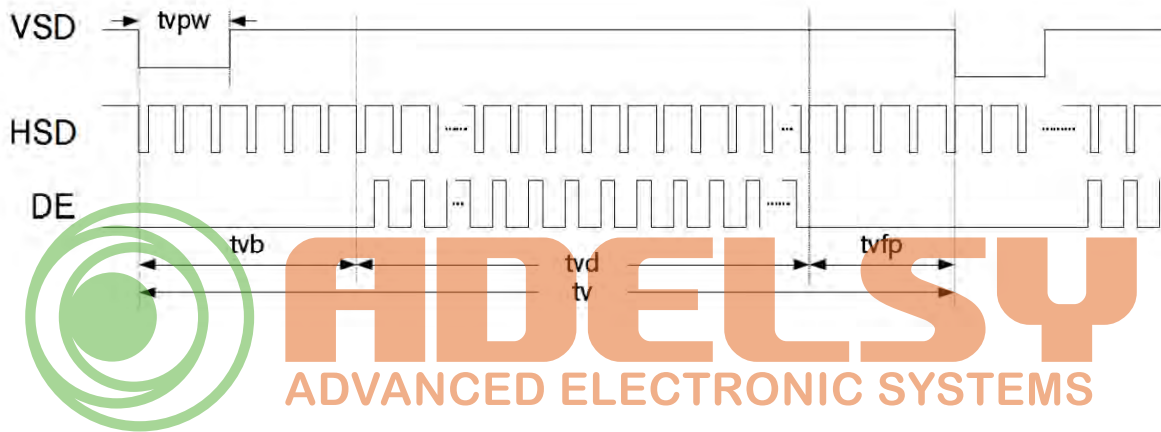 VSD tvpw
HSD
DE
tvb tvd tvfp
tv
ADELSY
ADVANCED ELECTRONIC SYSTEMS